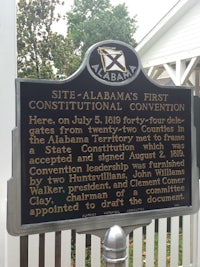 ALABAMA
SITE-ALABAMA'S FIRST
CONSTITUTIONAL CONVENTION
Here, on July 5, 1819 forty-four dele-
gates from twenty-two Counties in
the Alabama Territory met to frame
a State Constitution which was
accepted and signed August 2, 1819.
Convention leadership was furnished
by two Huntsvillians, John Williams
Walker, president, and Clement Comer
Clay, chairman of a committee
appointed to draft the document.